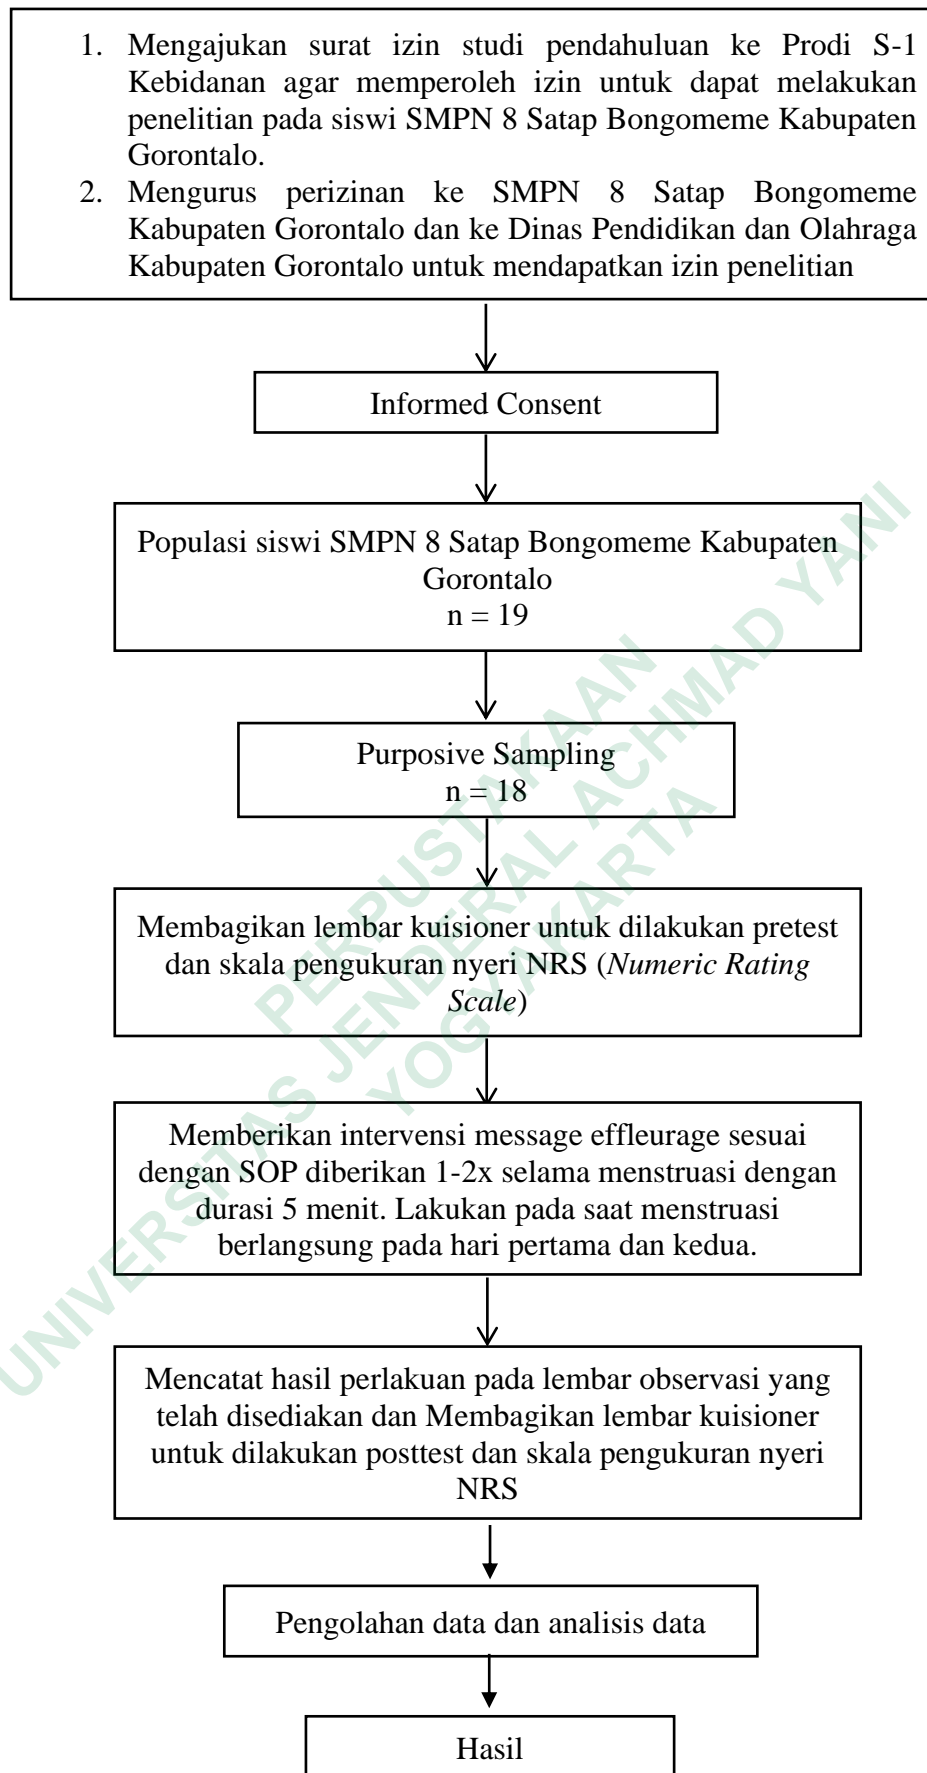 1. Mengajukan surat izin studi pendahuluan ke Prodi S-1
Kebidanan agar memperoleh izin untuk dapat melakukan
penelitian pada siswi SMPN 8 Satap Bongomeme Kabupaten
Gorontalo.
2. Mengurus perizinan ke SMPN 8 Satap Bongomeme
Kabupaten Gorontalo dan ke Dinas Pendidikan dan Olahraga
Kabupaten Gorontalo untuk mendapatkan izin penelitian
Informed Consent
Populasi siswi SMPN 8 Satap Bongomeme Kabupaten
Gorontalo
n = 19
Purposive Sampling
n = 18
Membagikan lembar kuisioner untuk dilakukan pretest
dan skala pengukuran nyeri NRS (Numeric Rating
Scale)
Memberikan intervensi message effleurage sesuai
dengan SOP diberikan 1-2x selama menstruasi dengan
durasi 5 menit. Lakukan pada saat menstruasi
berlangsung pada hari pertama dan kedua.
Mencatat hasil perlakuan pada lembar observasi yang
telah disediakan dan Membagikan lembar kuisioner
untuk dilakukan posttest dan skala pengukuran nyeri
NRS
Pengolahan data dan analisis data
Hasil
PERPUSTAKAAN
UNIVERSITAS JENDERAL ACHMAD YANI
YOGYAKARTA